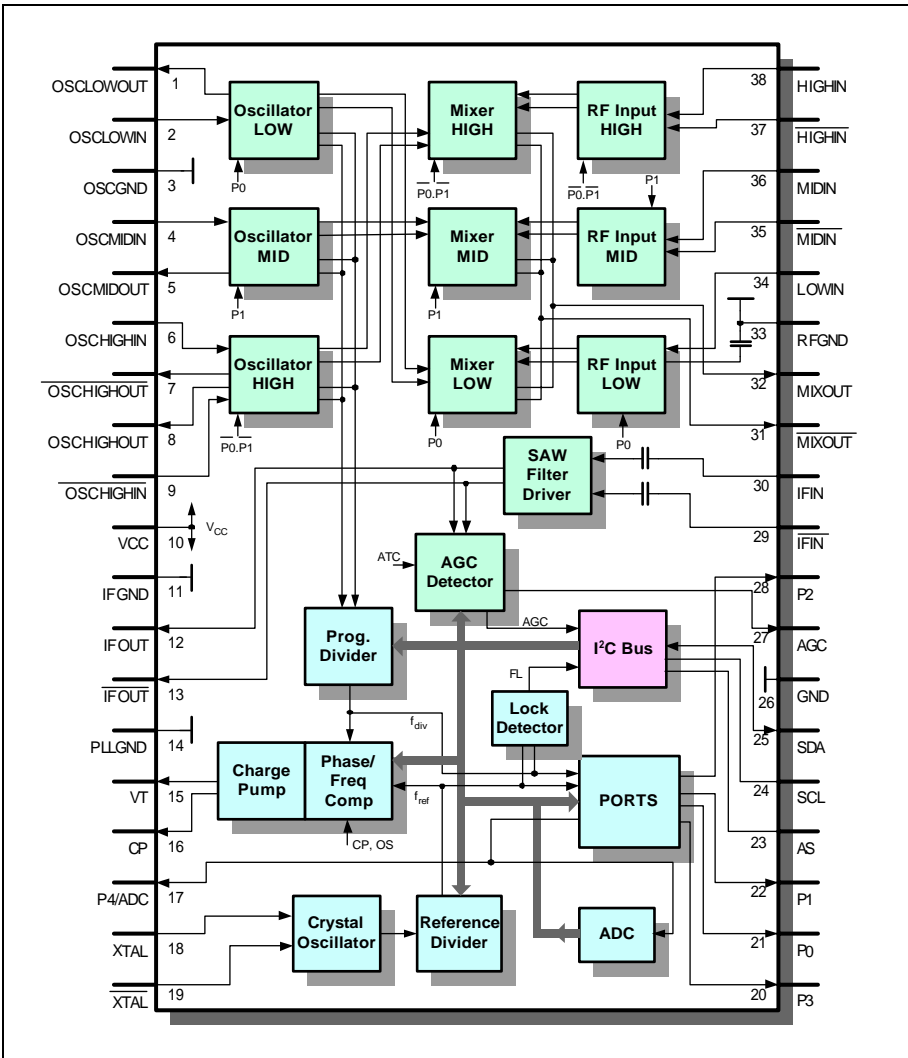 OSCLOWOUT
1
OSCLOWIN
2
OSCGND
3
OSCMIDIN
4
OSCMIDOUT
5
OSCHIGHIN
6
OSCHIGHOUT
7
OSCHIGHOUT
8
OSCHIGHIN
9
VCC
10
IFGND
11
IFOUT
12
IFOUT
13
PLLGND
14
VT
15
CP
16
P4/ADC
17
XTAL
18
XTAL
19
Oscillator
LOW
P0
Mixer
HIGH
P0.P1
RF Input
HIGH
P0.P1
P1
Oscillator
MID
P1
Mixer
MID
P1
RF Input
MID
Oscillator
HIGH
P0.P1
Mixer
LOW
P0
RF Input
LOW
P0
SAW
Filter
Driver
VCC
ATC
AGC
Detector
AGC
Prog.
Divider
I2C Bus
FL
Lock
Detector
fdiv
Charge
Pump
Phase/
Freq
Comp
fref
CP, OS
PORTS
Crystal
Oscillator
Reference
Divider
ADC
38
HIGHIN
37
HIGHIN
36
MIDIN
35
MIDIN
34
LOWIN
33
RFGND
32
MIXOUT
31
MIXOUT
30
IFIN
29
IFIN
28
P2
27
AGC
26
GND
25
SDA
24
SCL
23
AS
22
P1
21
P0
20
P3